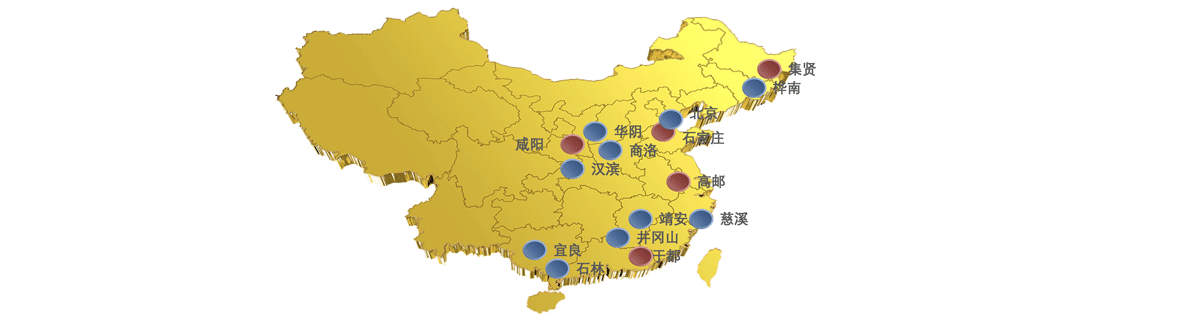 集贤
桦南
北京
华阴
石家庄
咸阳
商洛
汉滨
高邮
靖安
慈溪
井冈山
宜良
于都
石林